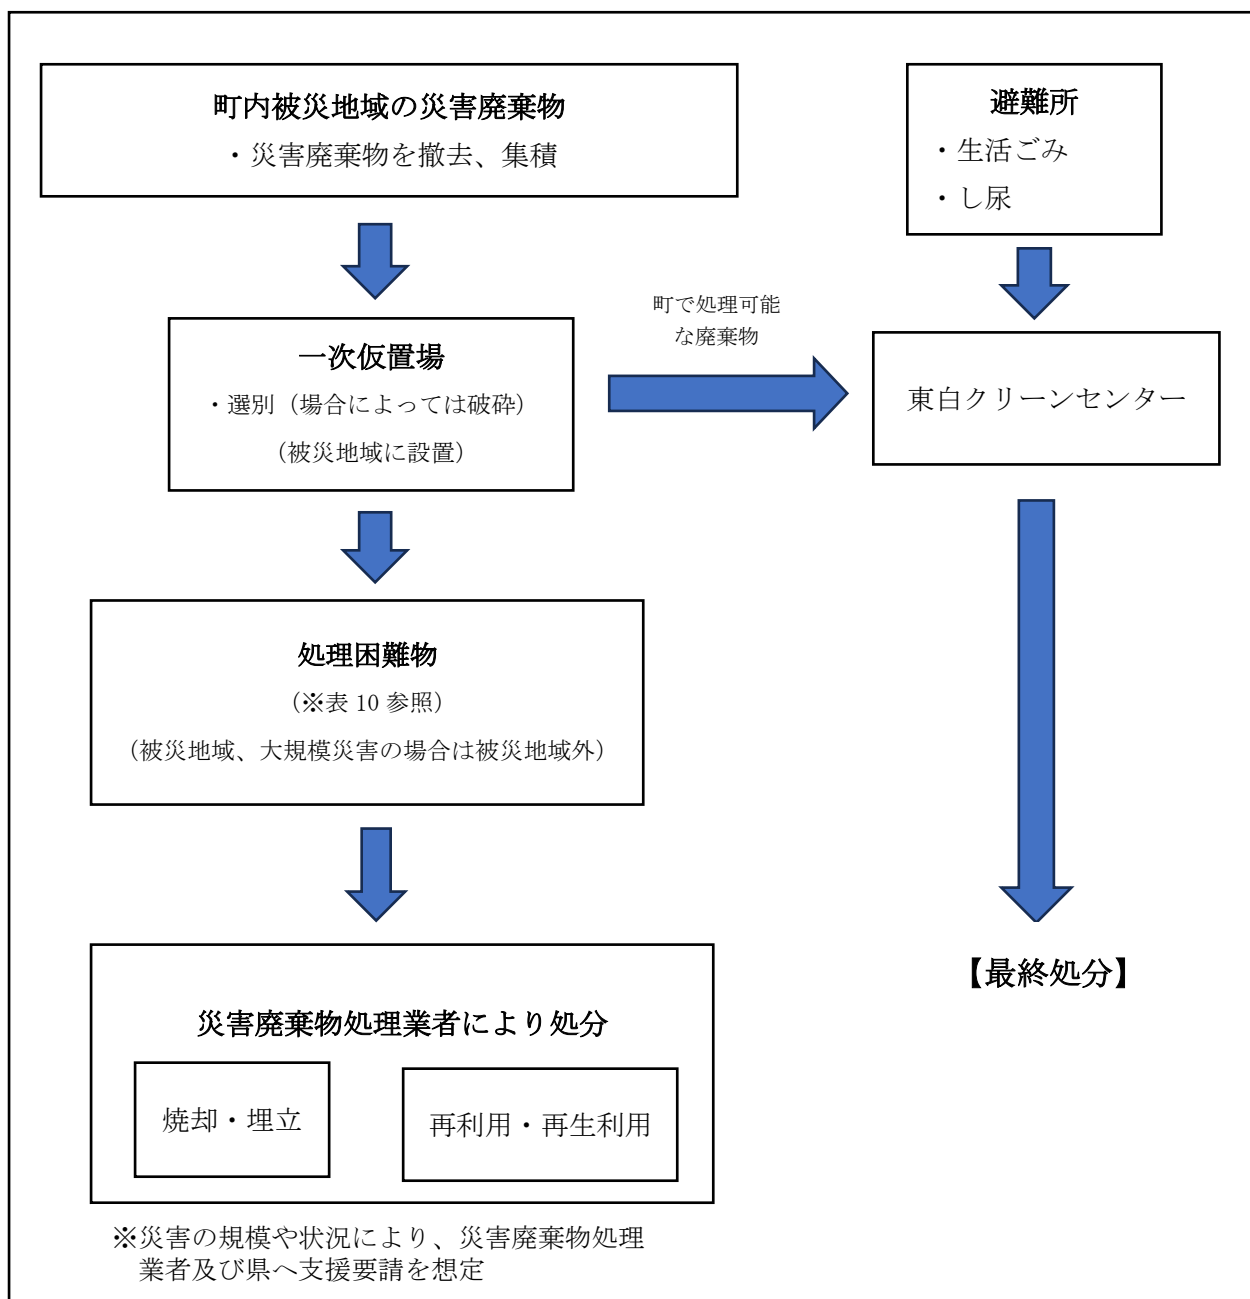 町内被災地域の災害廃棄物
・災害廃棄物を撤去、集積
避難所
・生活ごみ
・し尿
町で処理可能
な廃棄物
一次仮置場
・選別（場合によっては破砕）
（被災地域に設置）
東白クリーンセンター
処理困難物
（※表 10 参照）
（被災地域、大規模災害の場合は被災地域外）
【最終処分】
災害廃棄物処理業者により処分
焼却・埋立
再利用・再生利用
※災害の規模や状況により、災害廃棄物処理
業者及び県へ支援要請を想定